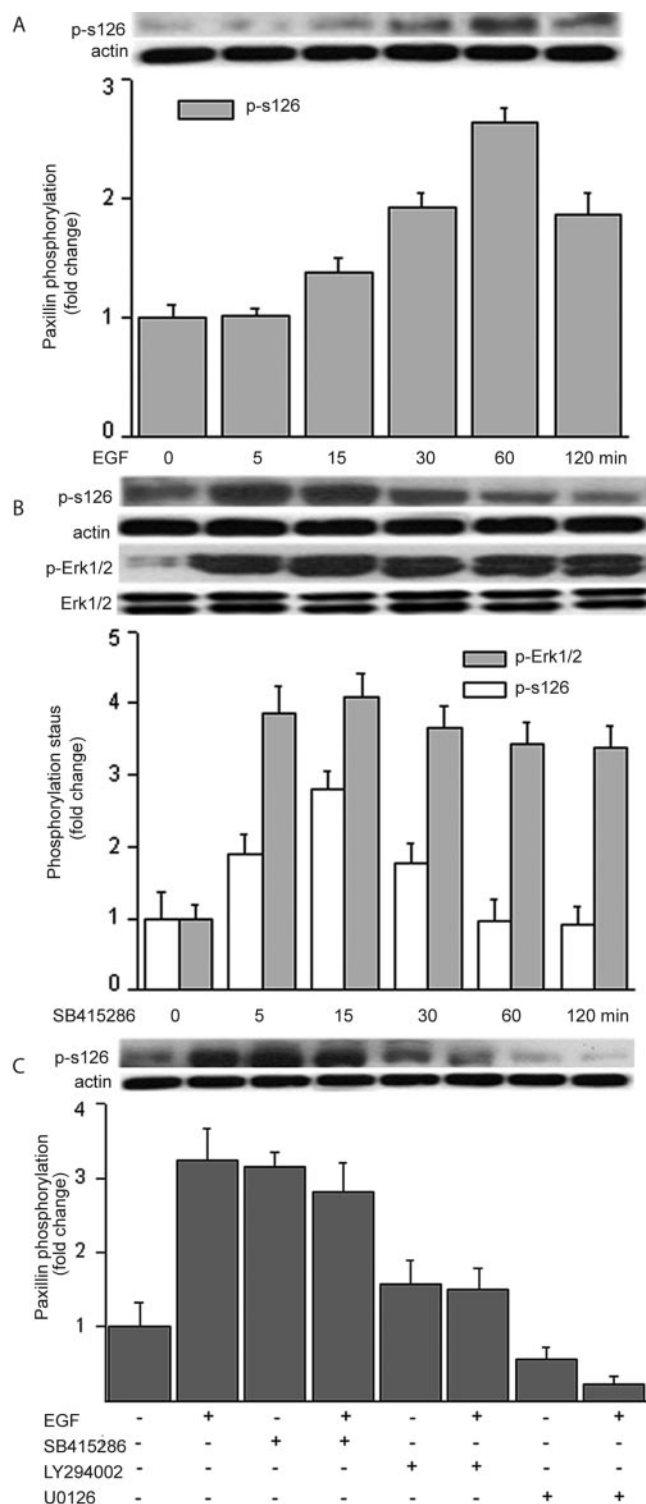 A
p-s126
actin
3
p-s126
2
1
0
Paxillin phosphorylation
(fold change)
EGF 0 5 15 30 60 120 min
B
p-s126
actin
p-Erk1/2
Erk1/2
5
p-Erk1/2
p-s126
4
3
2
1
0
Phosphorylation staus
(fold change)
SB415286 0 5 15 30 60 120 min
C
p-s126
actin
4
3
2
1
Paxillin phosphorylation
(fold change)
EGF - + - + - + - +
SB415286 - - + + - - - -
LY294002 - - - - + + - -
U0126 - - - - - - + +